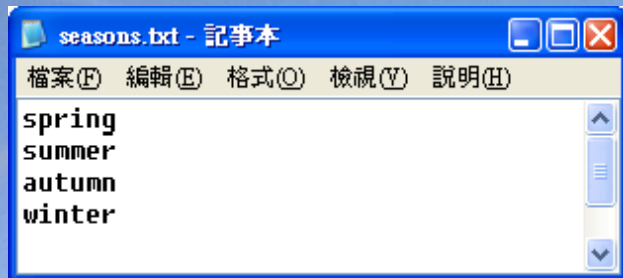 seasons.txt - 記事本
檔案(F) 編輯(E) 格式(O) 檢視(V) 說明(H)
spring
summer
autumn
winter